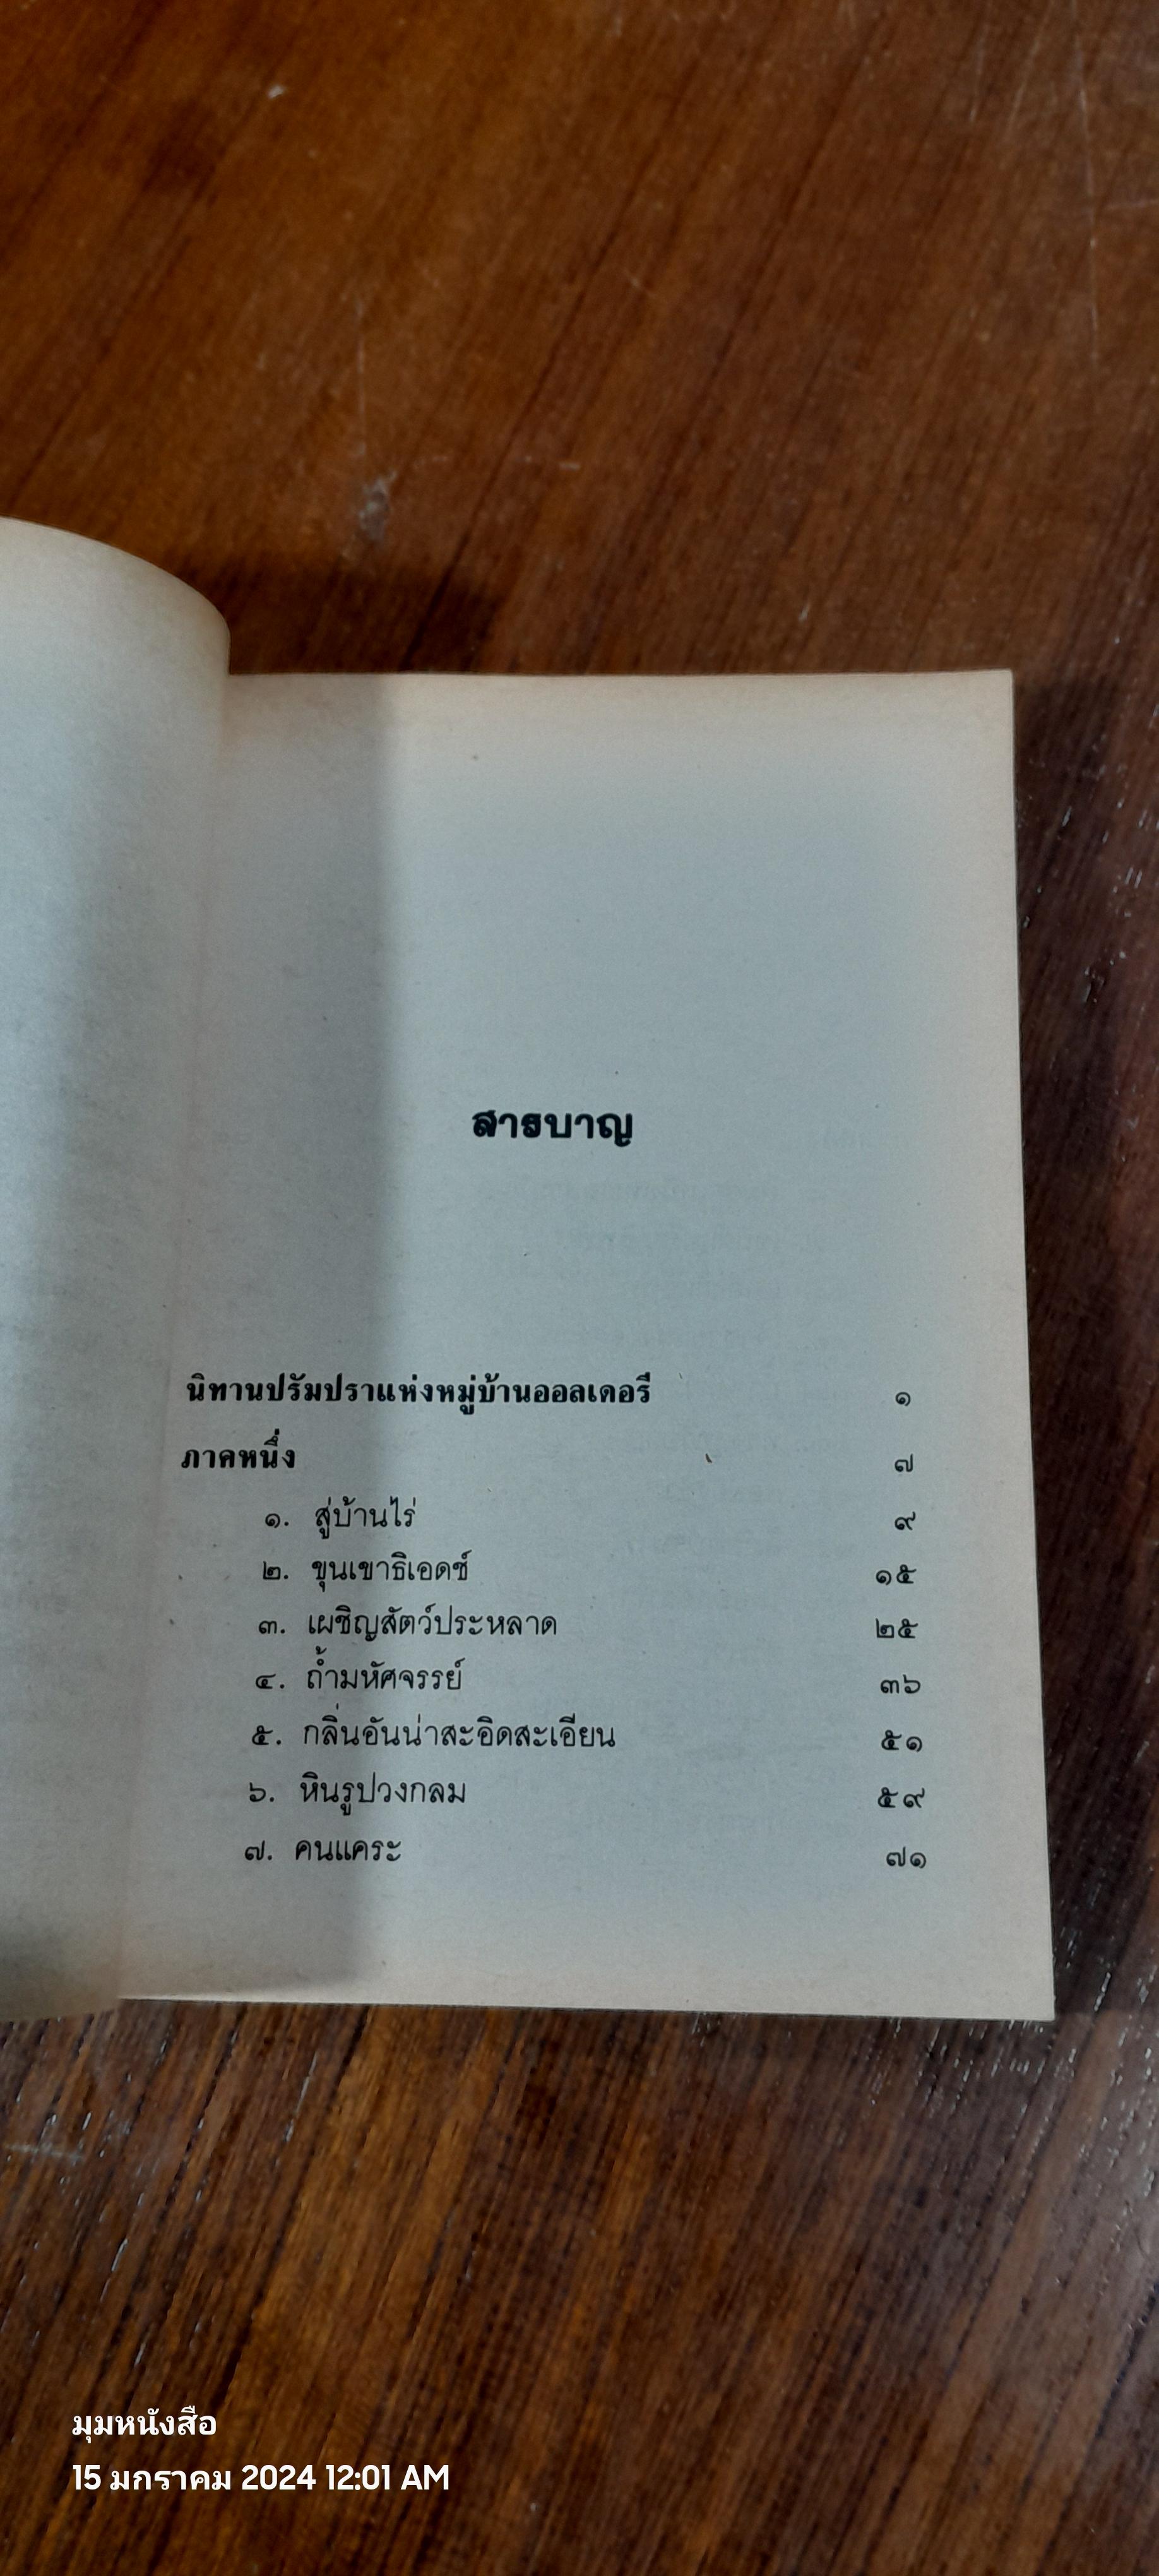 สารบาญ
นิทานปรัมปราแห่งหมู่บ้านออลเดอรี ๑
ภาคหนึ่ง ๗
๑. สู่บ้านไร่ ๙
๒. ขุนเขาธิเอดช์ ๑๕
๓. เผชิญสัตว์ประหลาด ๒๕
๔. ถ้ำมหัศจรรย์ ๓๖
๕. กลิ่นอันน่าสะอิดสะเอียน ๕๑
๖. หินรูปวงกลม ๕๙
๗. คนแคระ ๗๑
มุมหนังสือ
15 มกราคม 2024 12:01 AM